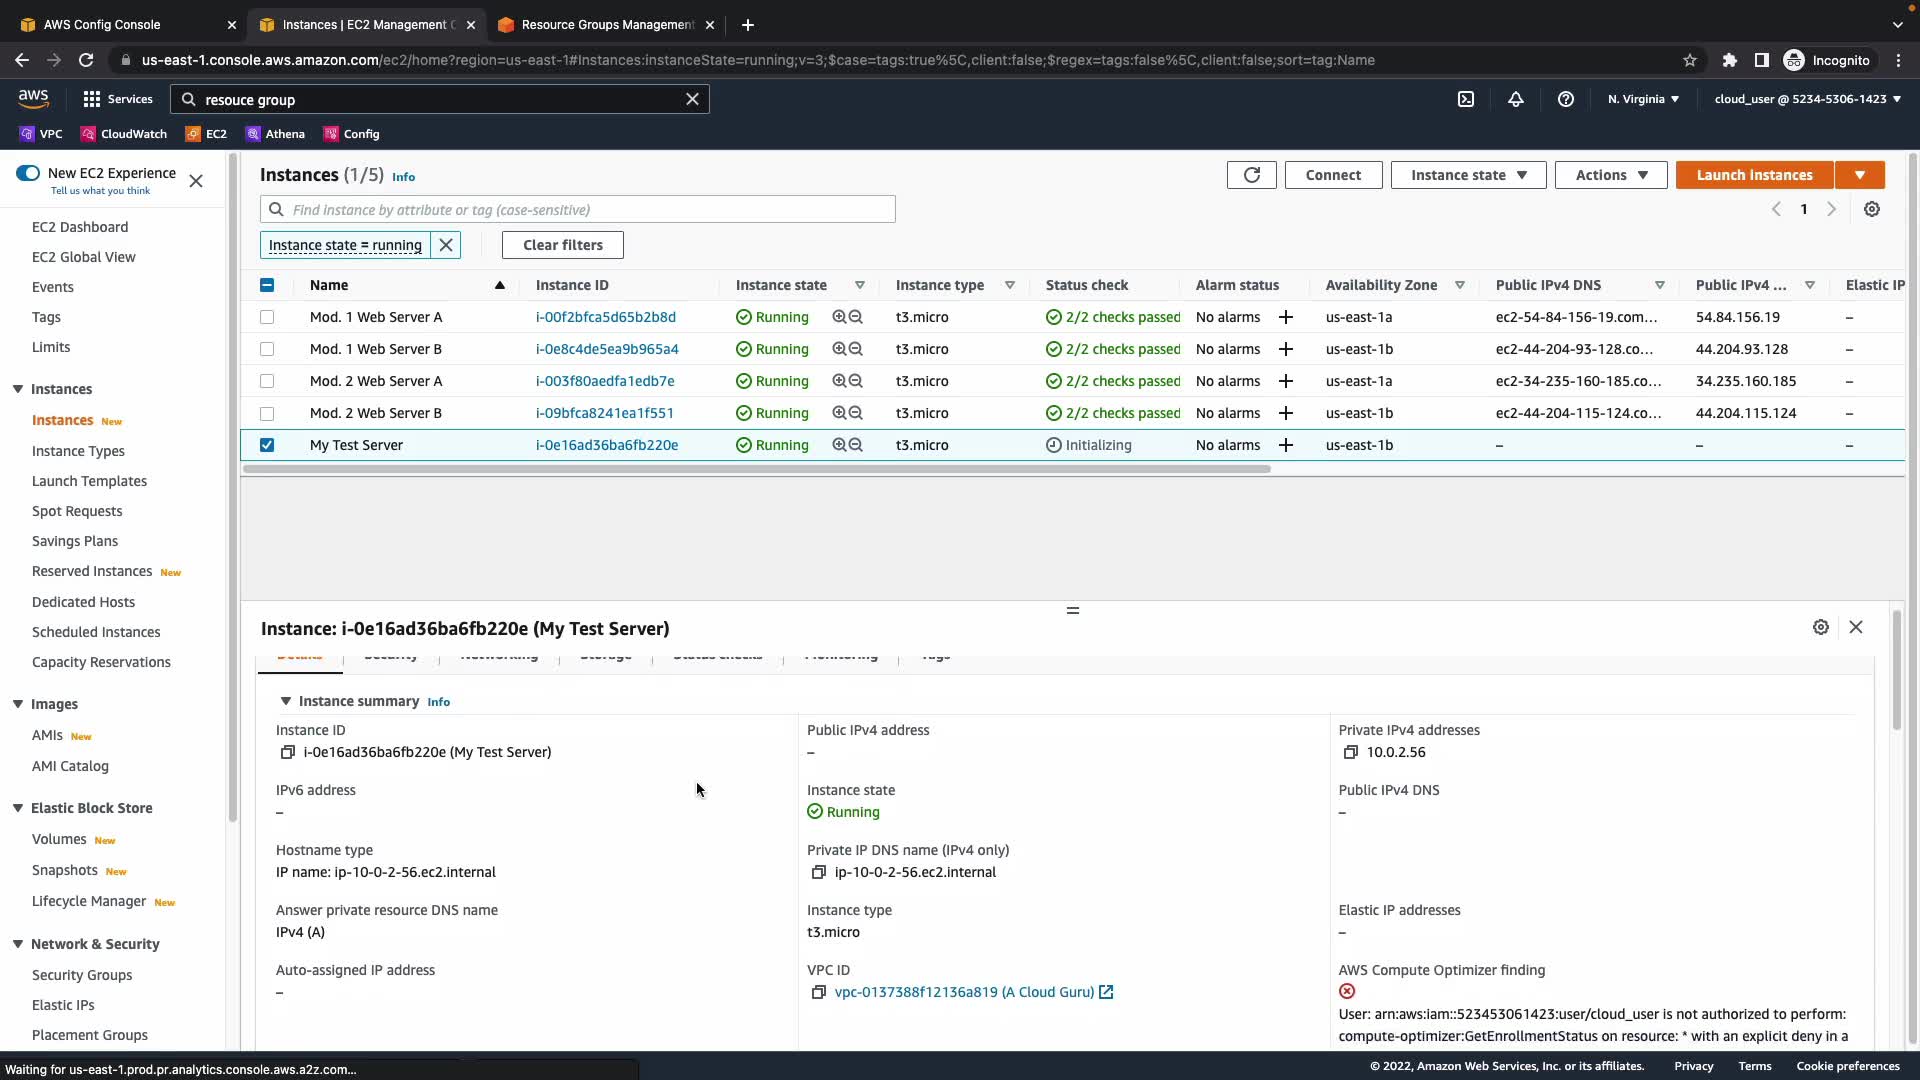 AWS Config Console
Instances | EC2 Management C
Resource Groups Management
us-east-1.console.aws.amazon.com/ec2/home?region=us-east-1#Instances:instanceState=running;v=3;$case=tags:true%5C,client:false;$regex=tags:false%5C,client:false;sort=tag:Name
Incognito
aws
Services
resouce group
N. Virginia
cloud_user @ 5234-5306-1423
VPC
CloudWatch
EC2
Athena
Config
New EC2 Experience
Tell us what you think
EC2 Dashboard
EC2 Global View
Events
Tags
Limits
Instances
Instances New
Instance Types
Launch Templates
Spot Requests
Savings Plans
Reserved Instances New
Dedicated Hosts
Scheduled Instances
Capacity Reservations
Images
AMIs New
AMI Catalog
Elastic Block Store
Volumes New
Snapshots New
Lifecycle Manager New
Network & Security
Security Groups
Elastic IPs
Placement Groups
Instances (1/5) Info
Connect
Instance state
Actions
Launch Instances
Find instance by attribute or tag (case-sensitive)
1
Instance state = running
Clear filters
Name Instance ID Instance state Instance type Status check Alarm status Availability Zone Public IPv4 DNS Public IPv4 ... Elastic IP
Mod. 1 Web Server A i-00f2bfca5d65b2b8d Running t3.micro 2/2 checks passed No alarms + us-east-1a ec2-54-84-156-19.com... 54.84.156.19 –
Mod. 1 Web Server B i-0e8c4de5ea9b965a4 Running t3.micro 2/2 checks passed No alarms + us-east-1b ec2-44-204-93-128.co... 44.204.93.128 –
Mod. 2 Web Server A i-003f80aedfa1edb7e Running t3.micro 2/2 checks passed No alarms + us-east-1a ec2-34-235-160-185.co... 34.235.160.185 –
Mod. 2 Web Server B i-09bfca8241ea1f551 Running t3.micro 2/2 checks passed No alarms + us-east-1b ec2-44-204-115-124.co... 44.204.115.124 –
My Test Server i-0e16ad36ba6fb220e Running t3.micro Initializing No alarms + us-east-1b – – –
Instance: i-0e16ad36ba6fb220e (My Test Server)
Details Security Networking Storage Status checks Monitoring Tags
Instance summary Info
Instance ID
i-0e16ad36ba6fb220e (My Test Server)
Public IPv4 address
–
Private IPv4 addresses
10.0.2.56
IPv6 address
–
Instance state
Running
Public IPv4 DNS
–
Hostname type
IP name: ip-10-0-2-56.ec2.internal
Private IP DNS name (IPv4 only)
ip-10-0-2-56.ec2.internal
Answer private resource DNS name
IPv4 (A)
Instance type
t3.micro
Elastic IP addresses
–
Auto-assigned IP address
–
VPC ID
vpc-0137388f12136a819 (A Cloud Guru)
AWS Compute Optimizer finding
User: arn:aws:iam::523453061423:user/cloud_user is not authorized to perform:
compute-optimizer:GetEnrollmentStatus on resource: * with an explicit deny in a
Waiting for us-east-1.prod.pr.analytics.console.aws.a2z.com...
© 2022, Amazon Web Services, Inc. or its affiliates.
Privacy
Terms
Cookie preferences